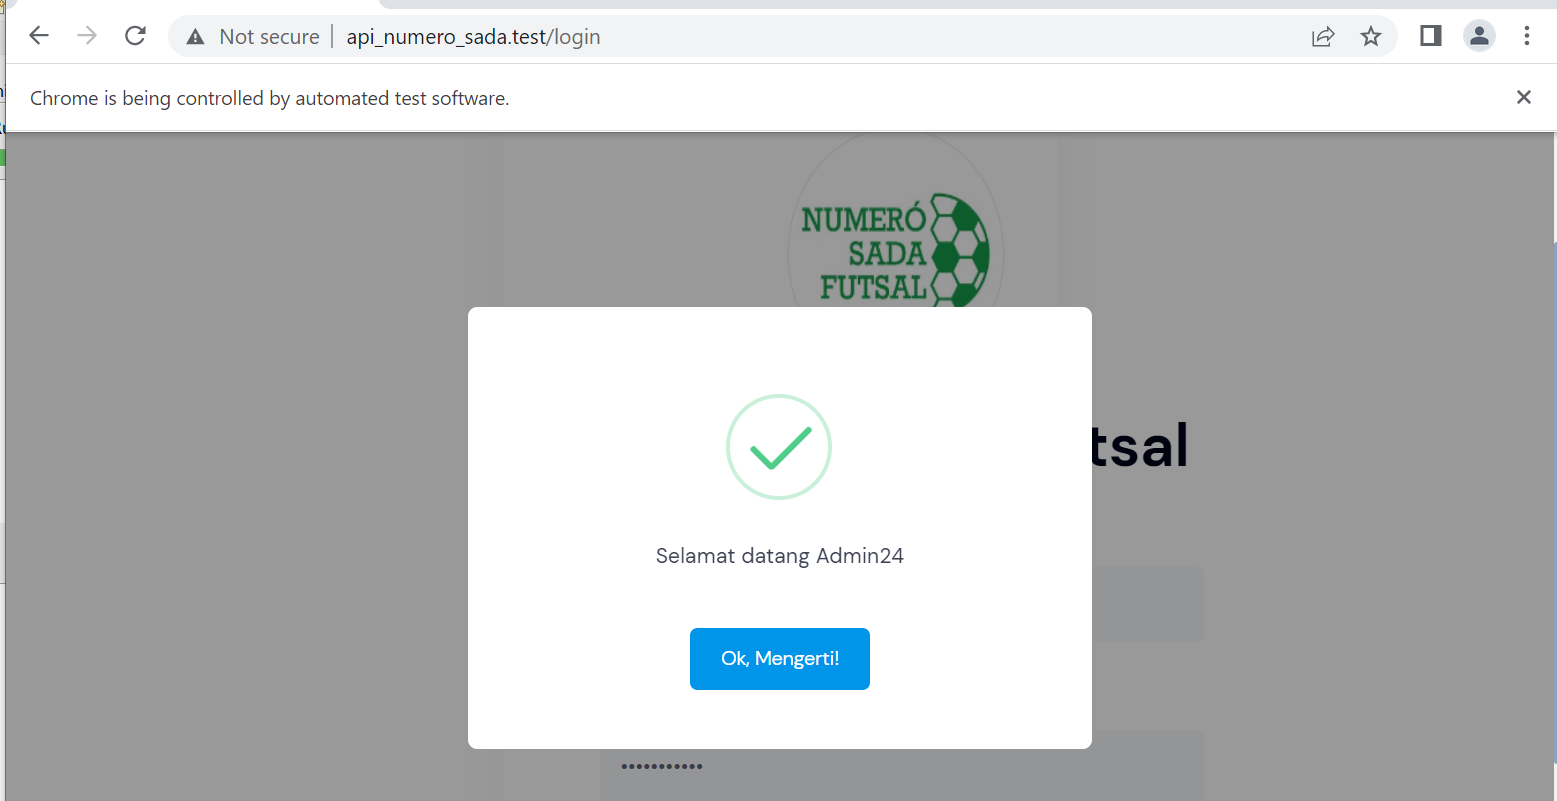 Not secure
api_numero_sada.test/login
Chrome is being controlled by automated test software.
NUMERÓ
SADA
FUTSAL
tsal
Selamat datang Admin24
Ok, Mengerti!